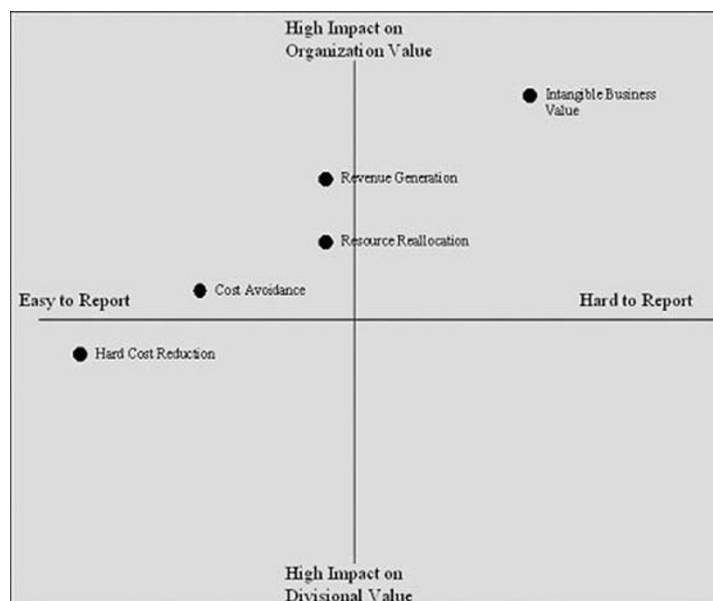 High Impact on
Organization Value
Intangible Business
Value
Revenue Generation
Resource Reallocation
Cost Avoidance
Easy to Report
Hard to Report
Hard Cost Reduction
High Impact on
Divisional Value